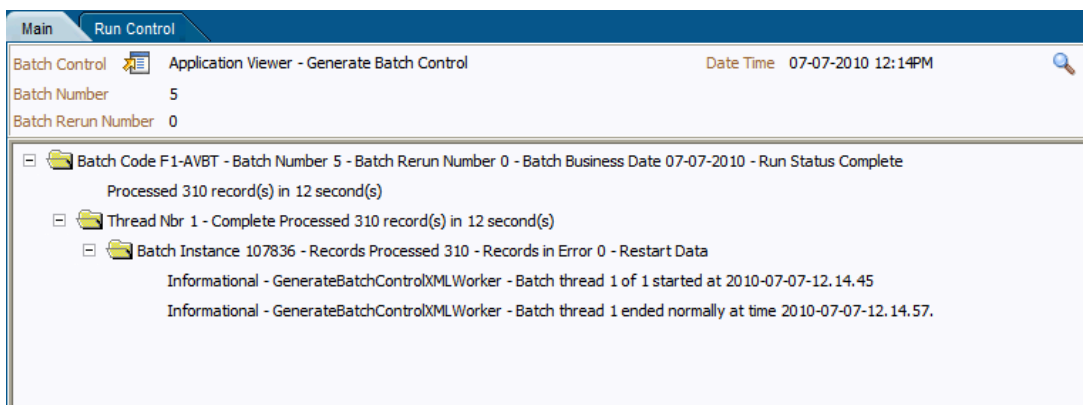 Main Run Control
Batch Control Application Viewer - Generate Batch Control Date Time 07-07-2010 12:14PM
Batch Number 5
Batch Rerun Number 0
Batch Code F1-AVBT - Batch Number 5 - Batch Rerun Number 0 - Batch Business Date 07-07-2010 - Run Status Complete
Processed 310 record(s) in 12 second(s)
Thread Nbr 1 - Complete Processed 310 record(s) in 12 second(s)
Batch Instance 107836 - Records Processed 310 - Records in Error 0 - Restart Data
Informational - GenerateBatchControlXMLWorker - Batch thread 1 of 1 started at 2010-07-07-12.14.45
Informational - GenerateBatchControlXMLWorker - Batch thread 1 ended normally at time 2010-07-07-12.14.57.